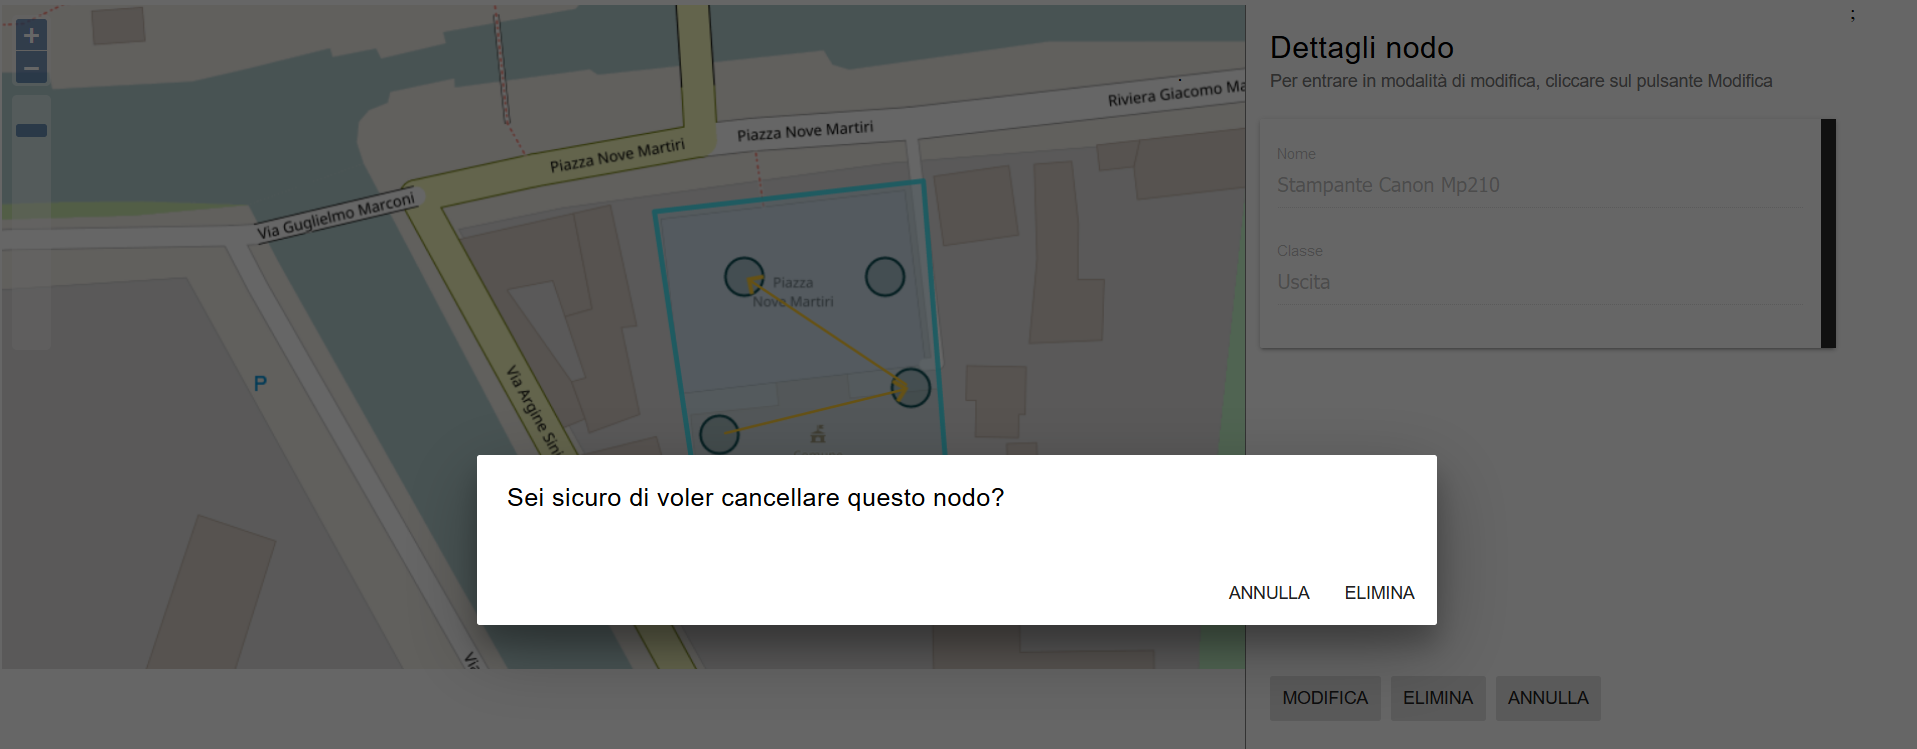 +
−
;
Dettagli nodo
Per entrare in modalità di modifica, cliccare sul pulsante Modifica
Riviera Giacomo Ma
Piazza Nove Martiri
Piazza Nove Martiri
Nome
Stampante Canon Mp210
Via Guglielmo Marconi
Classe
Uscita
Piazza
Nove Martiri
P
Via Argine Sini
Sei sicuro di voler cancellare questo nodo?
ANNULLA ELIMINA
Via
MODIFICA ELIMINA ANNULLA